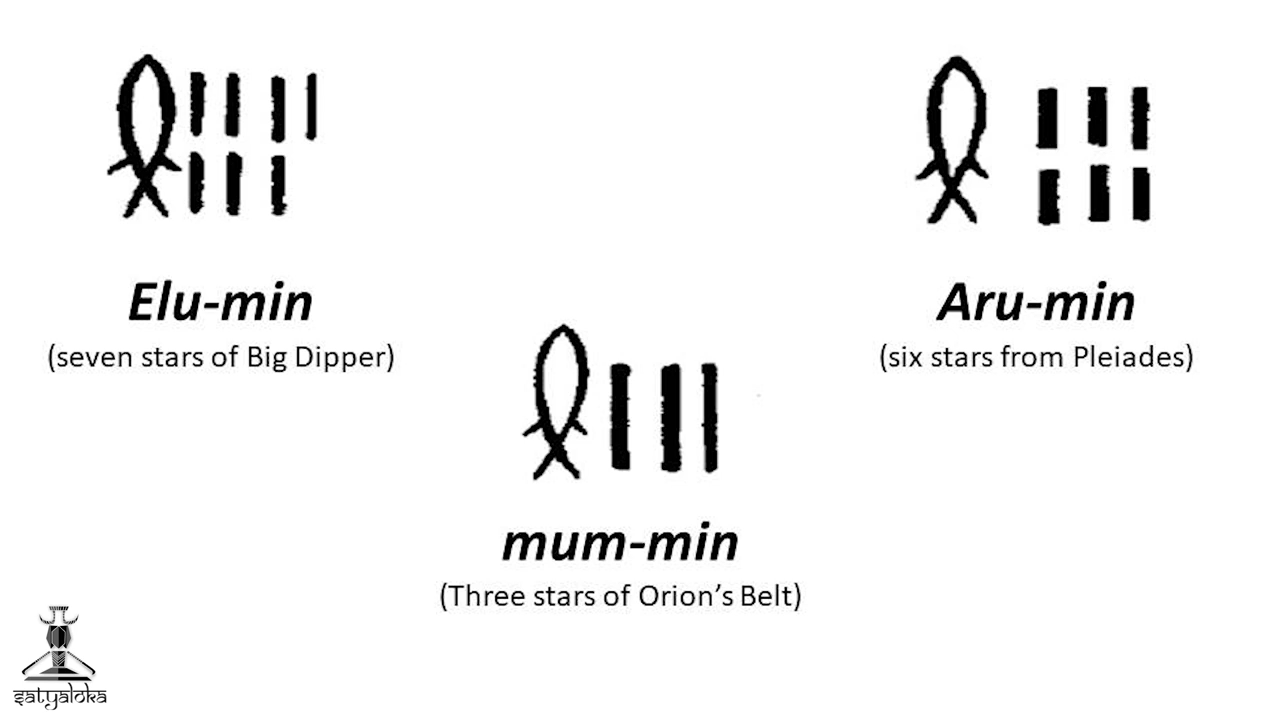 Elu-min
(seven stars of Big Dipper)
Aru-min
(six stars from Pleiades)
mum-min
(Three stars of Orion’s Belt)
satyaloka